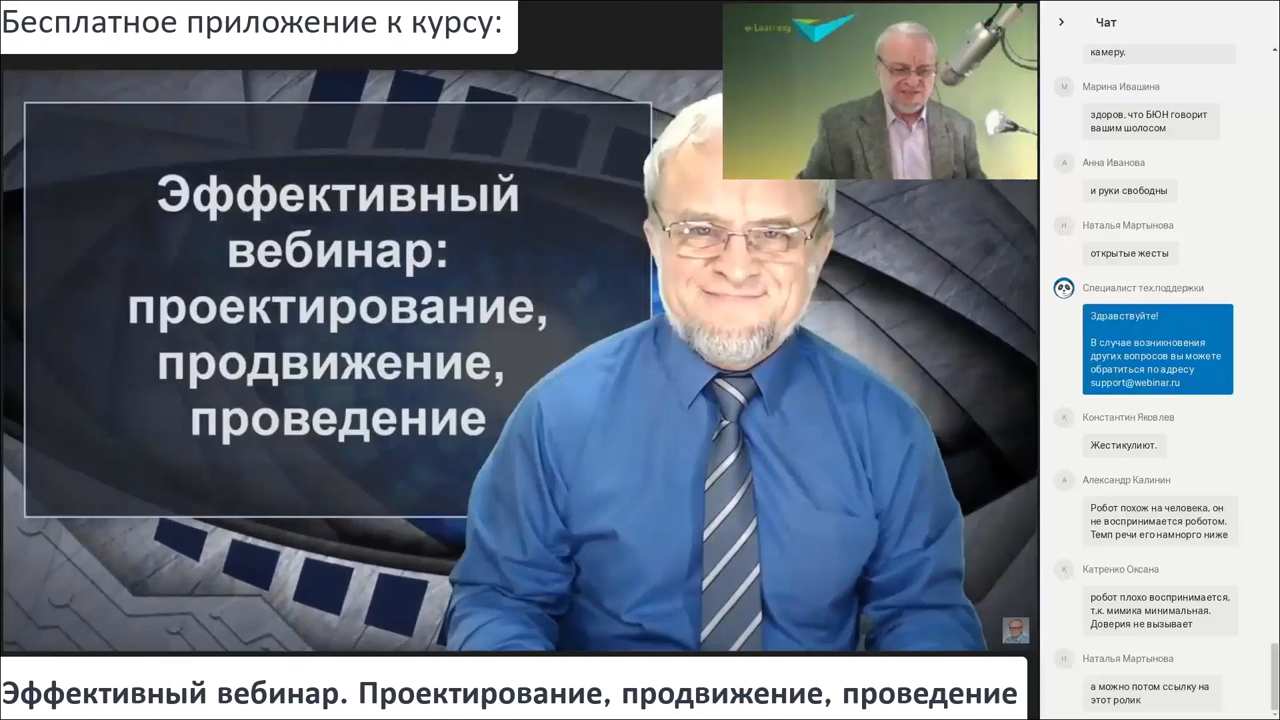 Бесплатное приложение к курсу:
e-Learning
Эффективный
вебинар:
проектирование,
продвижение,
проведение
Эффективный вебинар. Проектирование, продвижение, проведение
Чат
камеру.
М
Марина Ивашина
здоров. что БЮН говорит
вашим шолосом
А
Анна Иванова
и руки свободны
Н
Наталья Мартынова
открытые жесты
Специалист тех.поддержки
Здравствуйте!
В случае возникновения
других вопросов вы можете
обратиться по адресу
support@webinar.ru
К
Константин Яковлев
Жестикулиют.
А
Александр Калинин
Робот похож на человека, он
не воспринимается роботом.
Темп речи его намнорго ниже
К
Катренко Оксана
робот плохо воспринимается,
т.к. мимика минимальная.
Доверия не вызывает
Н
Наталья Мартынова
а можно потом ссылку на
этот ролик